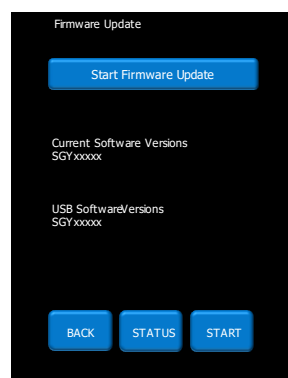 Firmware Update
Start Firmware Update
Current Software Versions
SGYxxxxx
USB SoftwareVersions
SGYxxxxx
BACK STATUS START